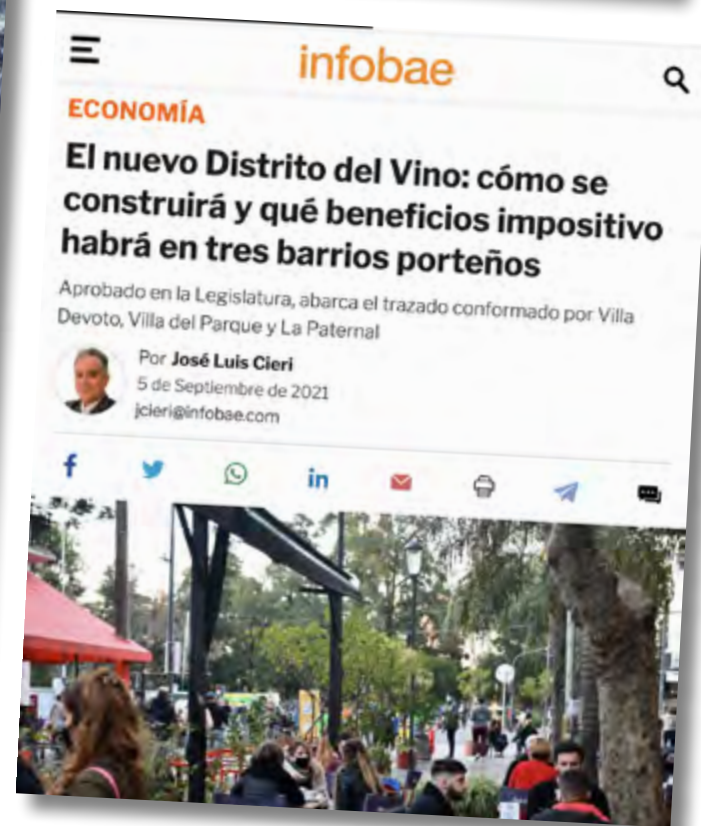 infobae
ECONOMÍA
El nuevo Distrito del Vino: cómo se
construirá y qué beneficios impositivo
habrá en tres barrios porteños
Aprobado en la Legislatura, abarca el trazado conformado por Villa
Devoto, Villa del Parque y La Paternal
Por José Luis Cieri
5 de Septiembre de 2021
jcieri@infobae.com
f
in